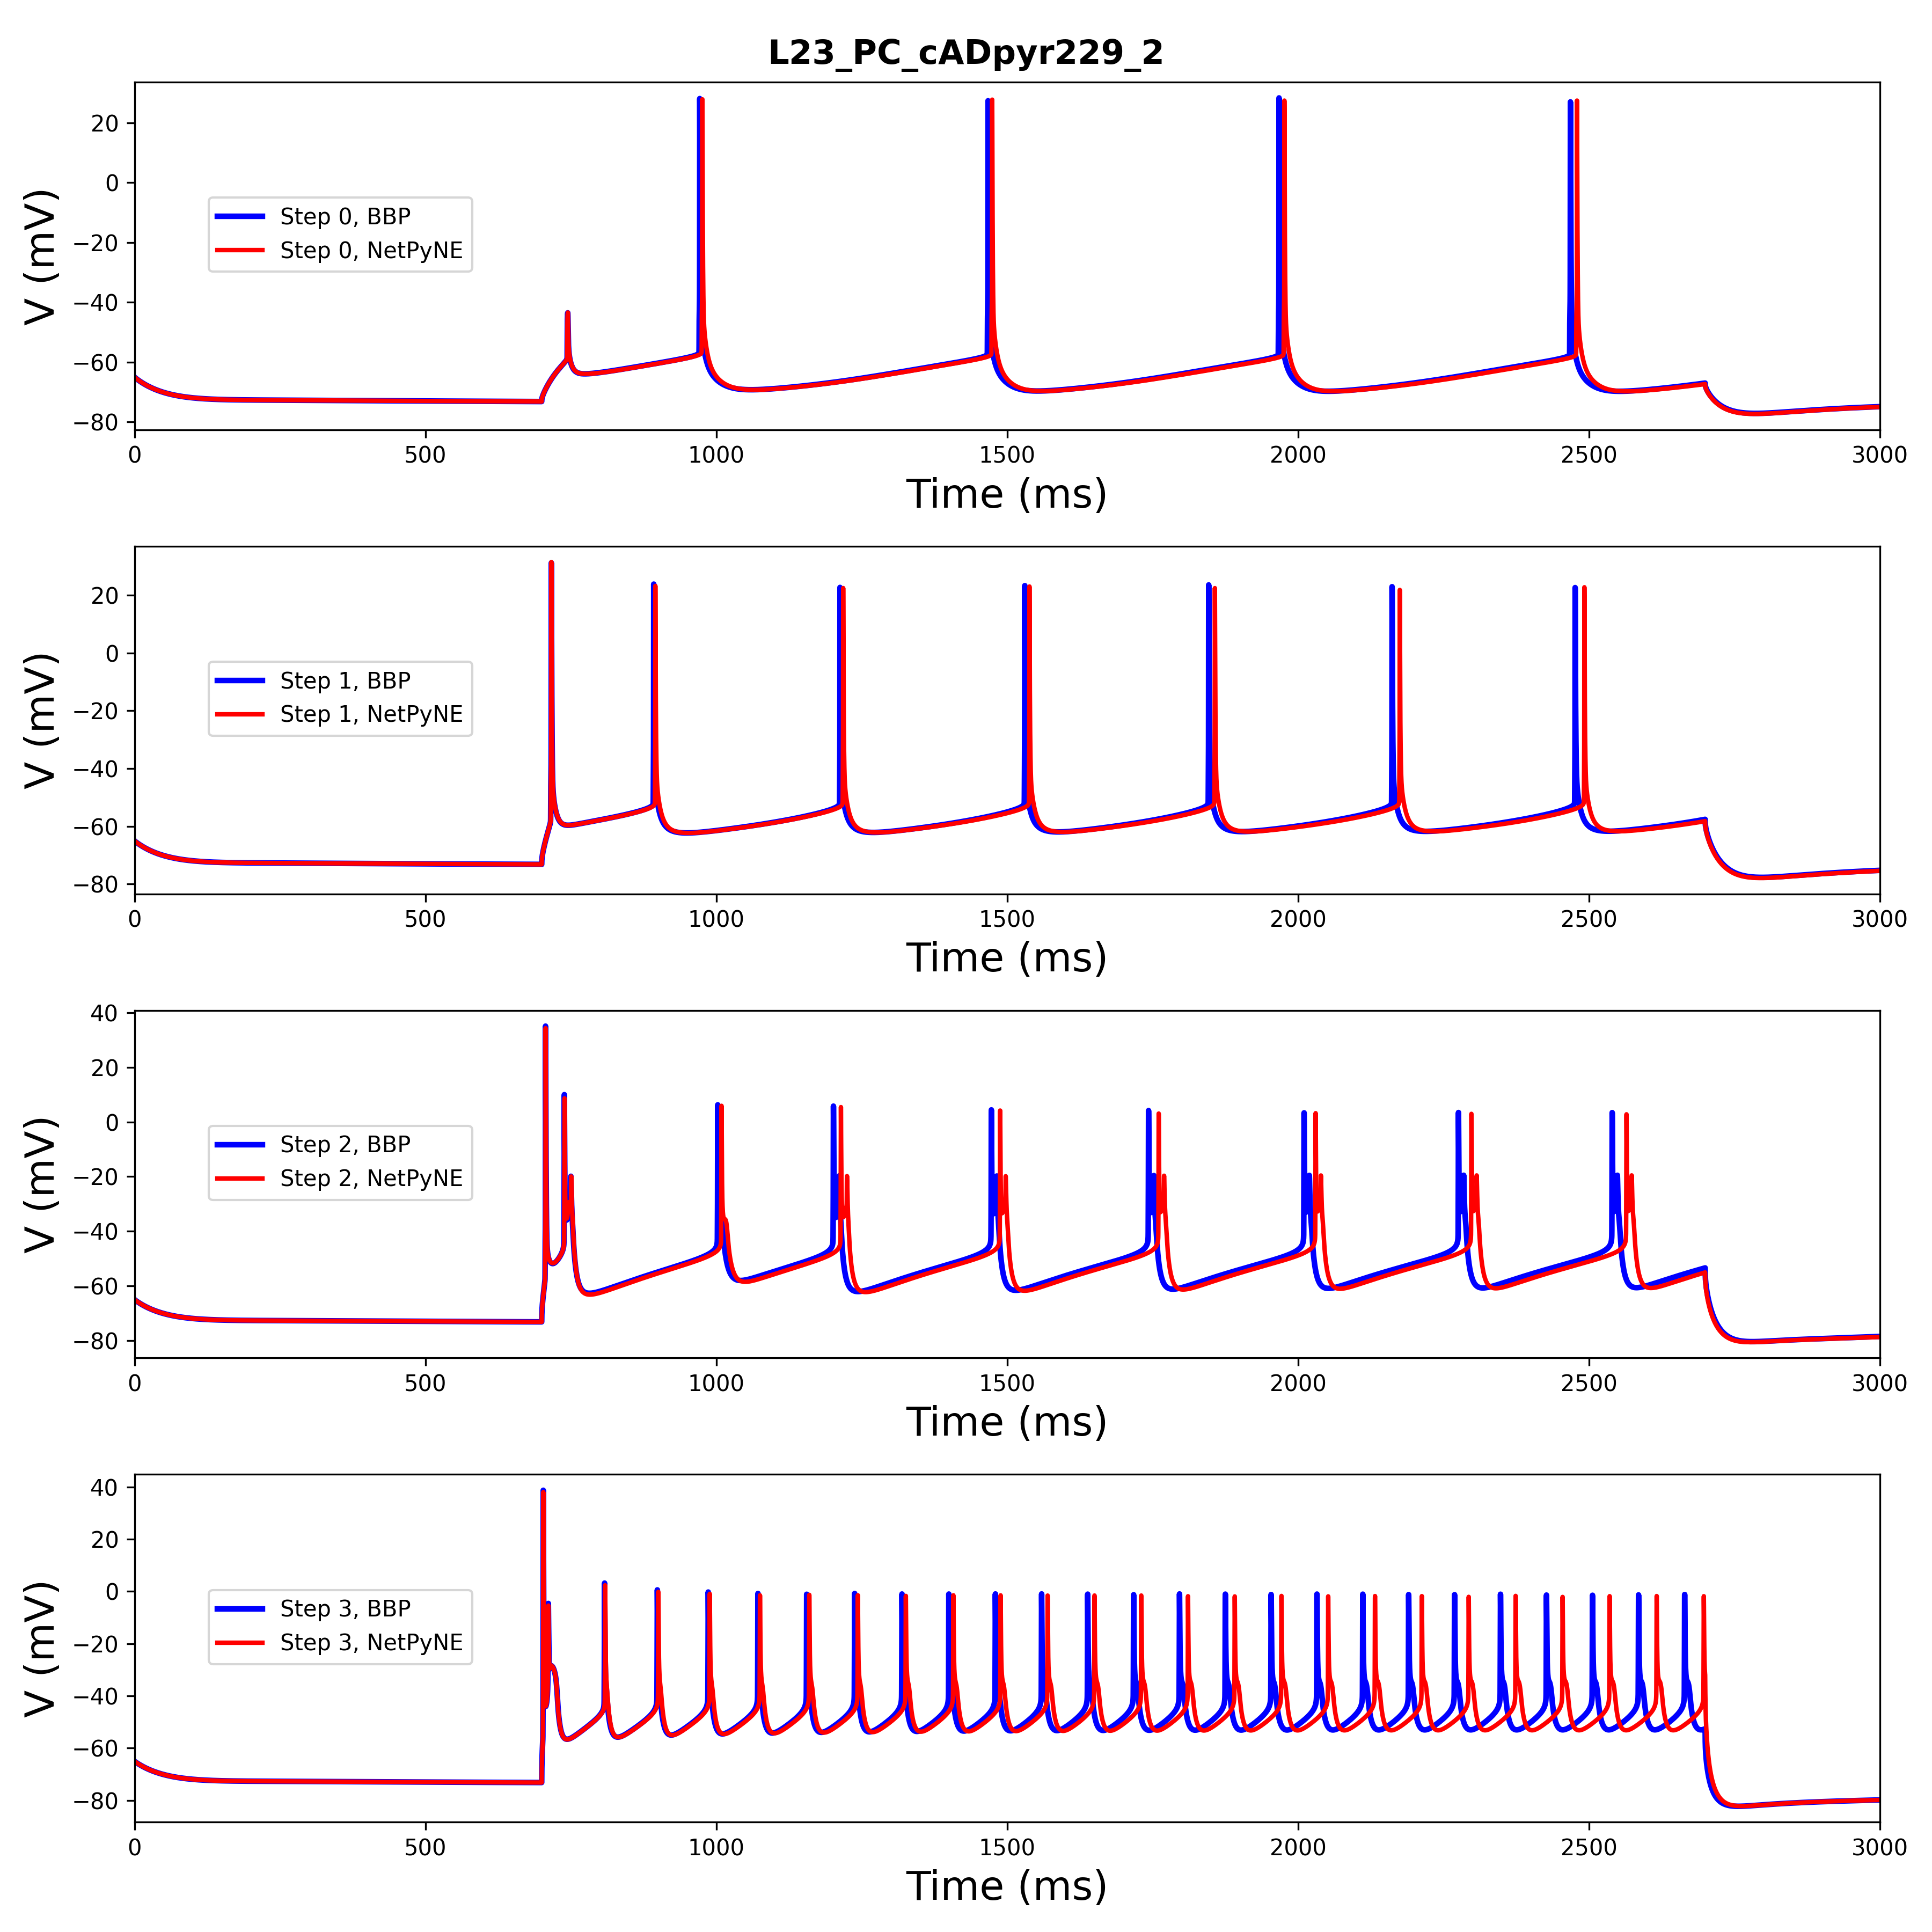 L23_PC_cADpyr229_2
20
0
−20
−40
−60
−80
V (mV)
Step 0, BBP
Step 0, NetPyNE
0 500 1000 1500 2000 2500 3000
Time (ms)
20
0
−20
−40
−60
−80
V (mV)
Step 1, BBP
Step 1, NetPyNE
0 500 1000 1500 2000 2500 3000
Time (ms)
40
20
0
−20
−40
−60
−80
V (mV)
Step 2, BBP
Step 2, NetPyNE
0 500 1000 1500 2000 2500 3000
Time (ms)
40
20
0
−20
−40
−60
−80
V (mV)
Step 3, BBP
Step 3, NetPyNE
0 500 1000 1500 2000 2500 3000
Time (ms)